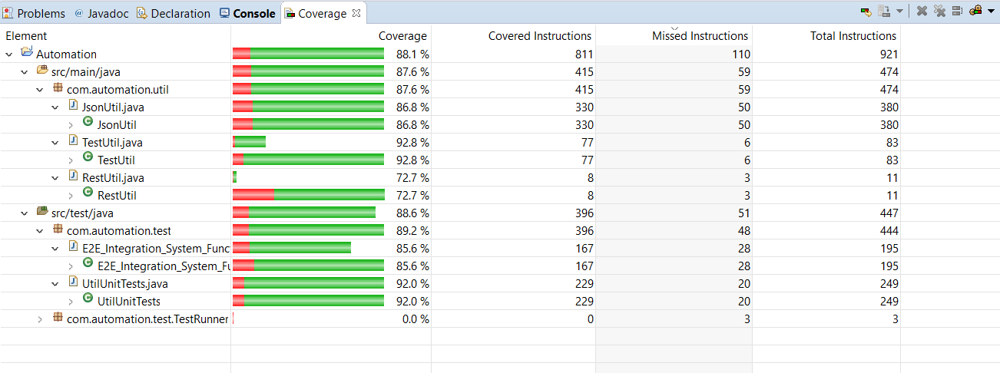 Problems @ Javadoc Declaration Console Coverage
Element Coverage Covered Instructions Missed Instructions Total Instructions
Automation 88.1 % 811 110 921
src/main/java 87.6 % 415 59 474
com.automation.util 87.6 % 415 59 474
JsonUtil.java 86.8 % 330 50 380
JsonUtil 86.8 % 330 50 380
TestUtil.java 92.8 % 77 6 83
TestUtil 92.8 % 77 6 83
RestUtil.java 72.7 % 8 3 11
RestUtil 72.7 % 8 3 11
src/test/java 88.6 % 396 51 447
com.automation.test 89.2 % 396 48 444
E2E_Integration_System_Func 85.6 % 167 28 195
E2E_Integration_System_Fu 85.6 % 167 28 195
UtilUnitTests.java 92.0 % 229 20 249
UtilUnitTests 92.0 % 229 20 249
com.automation.test.TestRunner 0.0 % 0 3 3